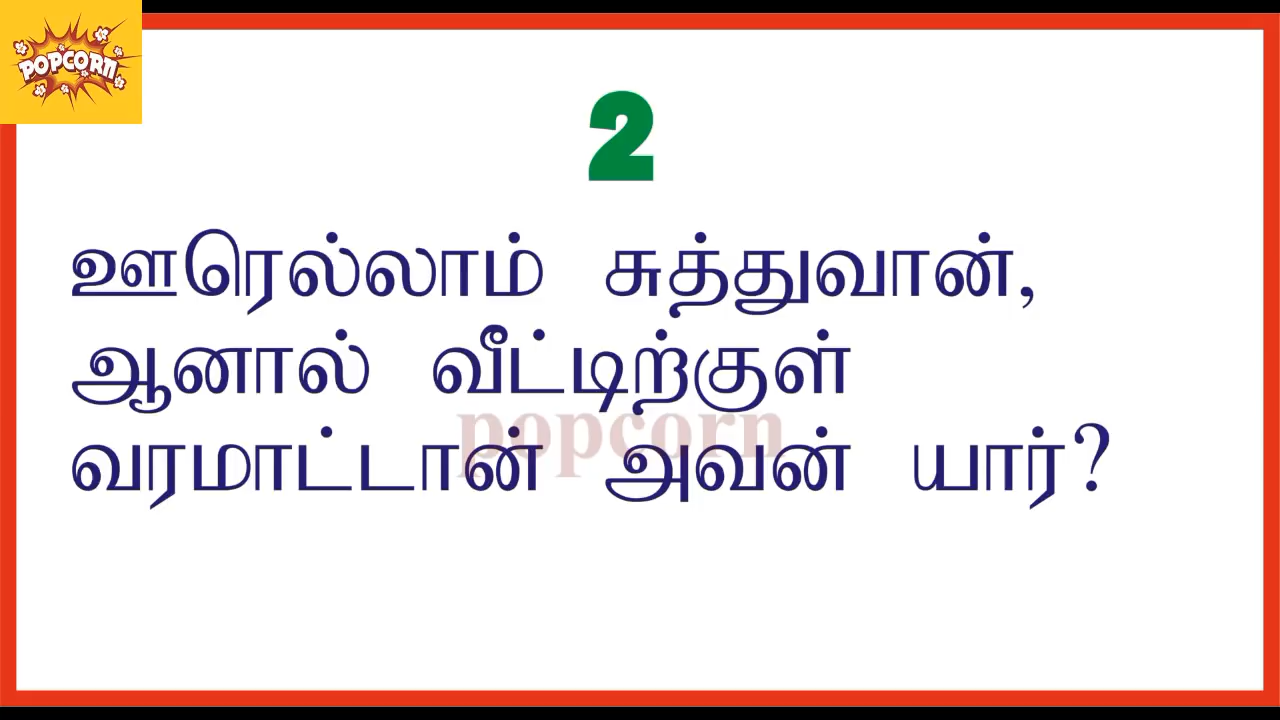 POPCORN
2
ஊரெல்லாம் சுத்துவான்,
ஆனால் வீட்டிற்குள்
வரமாட்டான் அவன் யார்?
popcorn